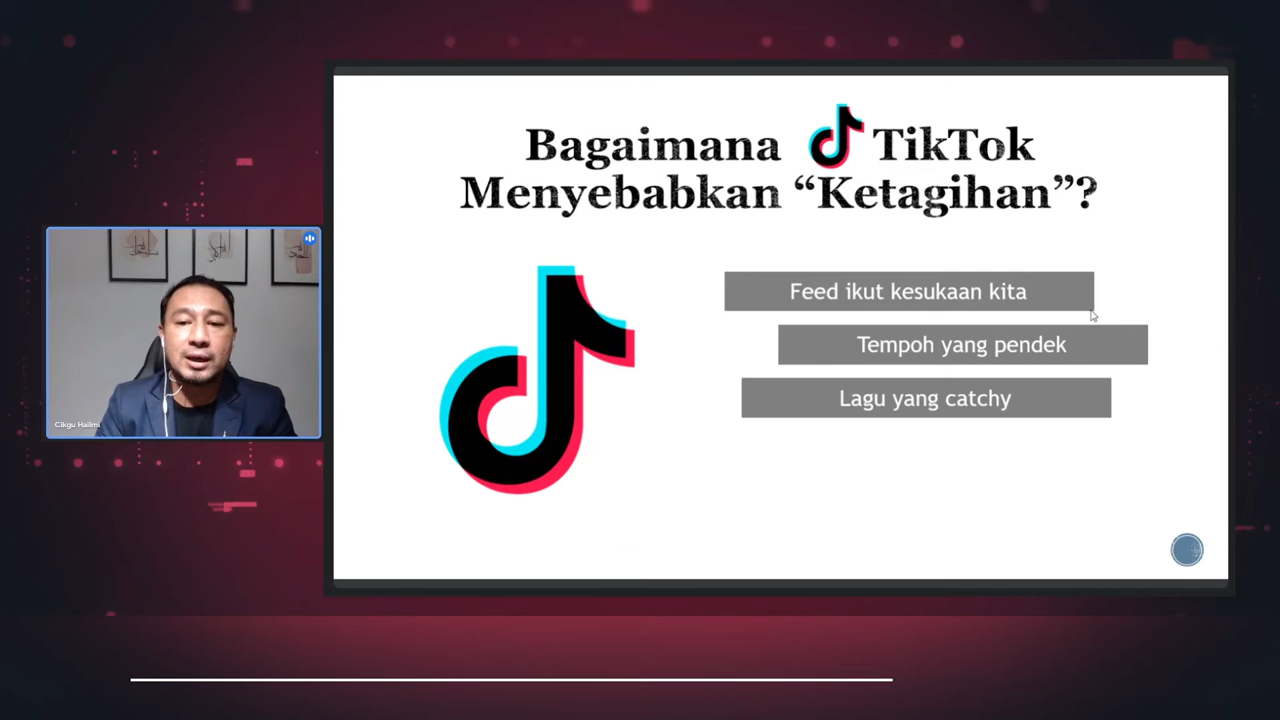 Bagaimana TikTok
Menyebabkan “Ketagihan”?
Feed ikut kesukaan kita
Tempoh yang pendek
Lagu yang catchy
Cikgu Hailmi